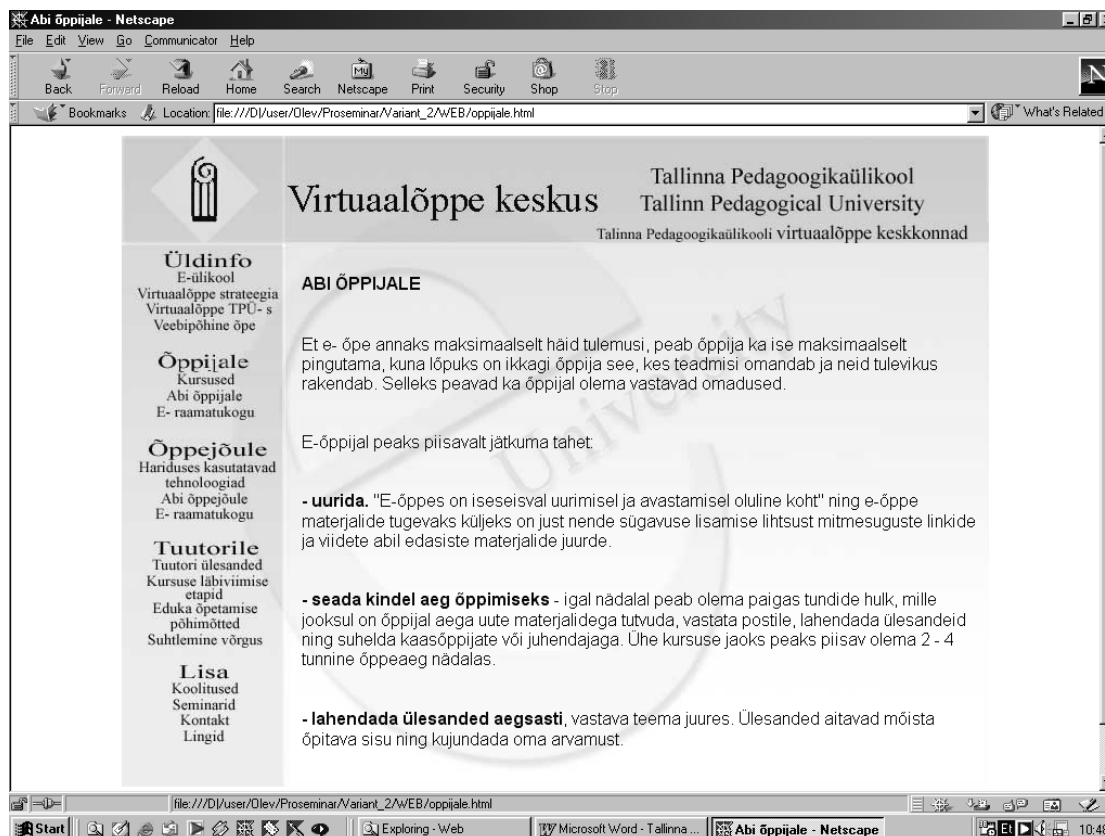 Abi õppijale - Netscape
File Edit View Go Communicator Help
Back Forward Reload Home Search Netscape Print Security Shop Stop
My
N
Bookmarks Location: file:///D|/user/Olev/Proseminar/Variant_2/WEB/oppijale.html What's Related
Virtuaalõppe keskus
Tallinna Pedagoogikaülikool
Tallinn Pedagogical University
Talinna Pedagoogikaülikooli virtuaalõppe keskkonnad
Üldinfo
E-ülikool
Virtuaalõppe strateegia
Virtuaalõppe TPÜ- s
Veebipõhine õpe
Õppijale
Kursused
Abi õppijale
E- raamatukogu
Õppejõule
Hariduses kasutatavad
tehnoloogiad
Abi õppejõule
E- raamatukogu
Tuutorile
Tuutori ülesanded
Kursuse läbiviimise
etapid
Eduka õpetamise
põhimõtted
Suhtlemine võrgus
Lisa
Koolitused
Seminarid
Kontakt
Lingid
e University
ABI ÕPPIJALE
Et e- õpe annaks maksimaalselt häid tulemusi, peab õppija ka ise maksimaalselt
pingutama, kuna lõpuks on ikkagi õppija see, kes teadmisi omandab ja neid tulevikus
rakendab. Selleks peavad ka õppijal olema vastavad omadused.
E-õppijal peaks piisavalt jätkuma tahet:
- uurida. "E-õppes on iseseisval uurimisel ja avastamisel oluline koht" ning e-õppe
materjalide tugevaks küljeks on just nende sügavuse lisamise lihtsust mitmesuguste linkide
ja viidete abil edasiste materjalide juurde.
- seada kindel aeg õppimiseks - igal nädalal peab olema paigas tundide hulk, mille
jooksul on õppijal aega uute materjalidega tutvuda, vastata postile, lahendada ülesandeid
ning suhelda kaasõppijate või juhendajaga. Ühe kursuse jaoks peaks piisav olema 2 - 4
tunnine õppeaeg nädalas.
- lahendada ülesanded aegsasti, vastava teema juures. Ülesanded aitavad mõista
õpitava sisu ning kujundada oma arvamust.
file:///D|/user/Olev/Proseminar/Variant_2/WEB/oppijale.html
Start Exploring - Web Microsoft Word - Tallinna ... Abi õppijale - Netscape Et 10:46